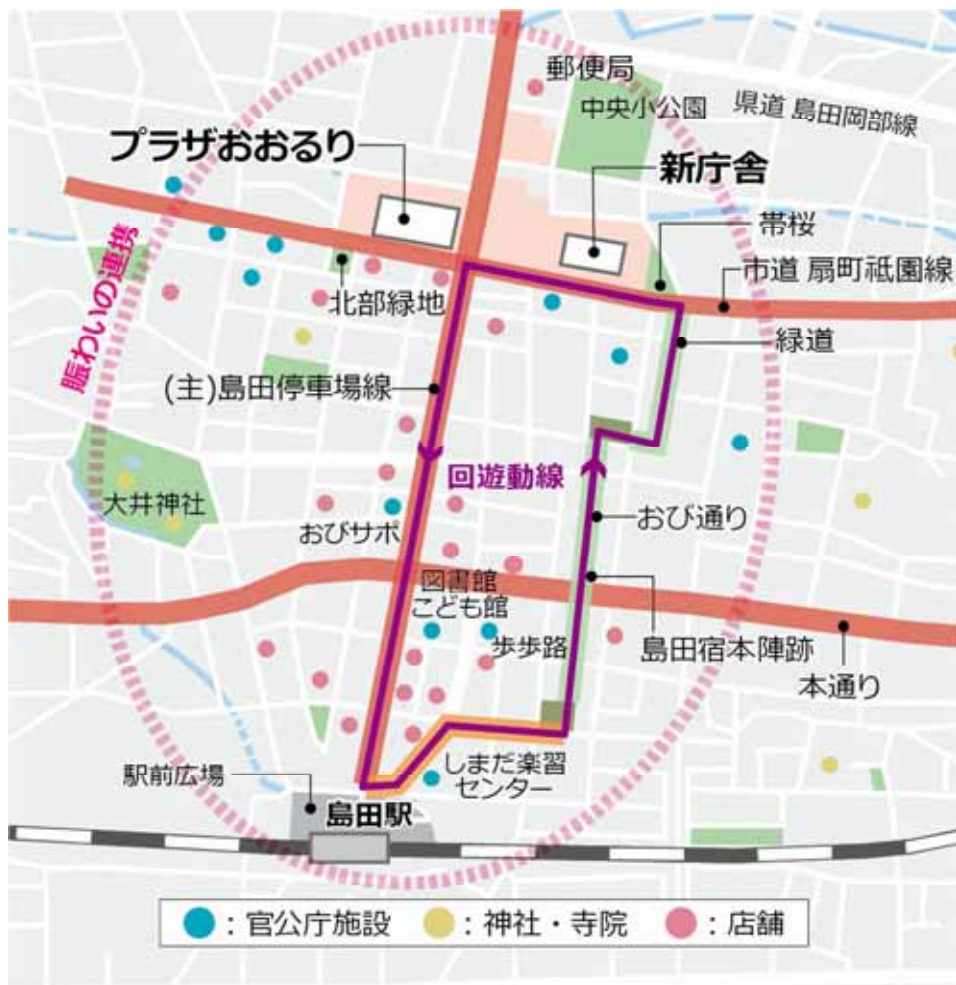 郵便局
中央小公園
県道 島田岡部線
プラザおおるり
新庁舎
帯桜
市道 扇町祗園線
賑わいの連携
北部緑地
緑道
(主)島田停車場線
回遊動線
大井神社
おびサポ
おび通り
図書館
こども館
歩歩路
島田宿本陣跡
本通り
しまだ楽習
センター
駅前広場
島田駅
:官公庁施設
:神社・寺院
:店舗